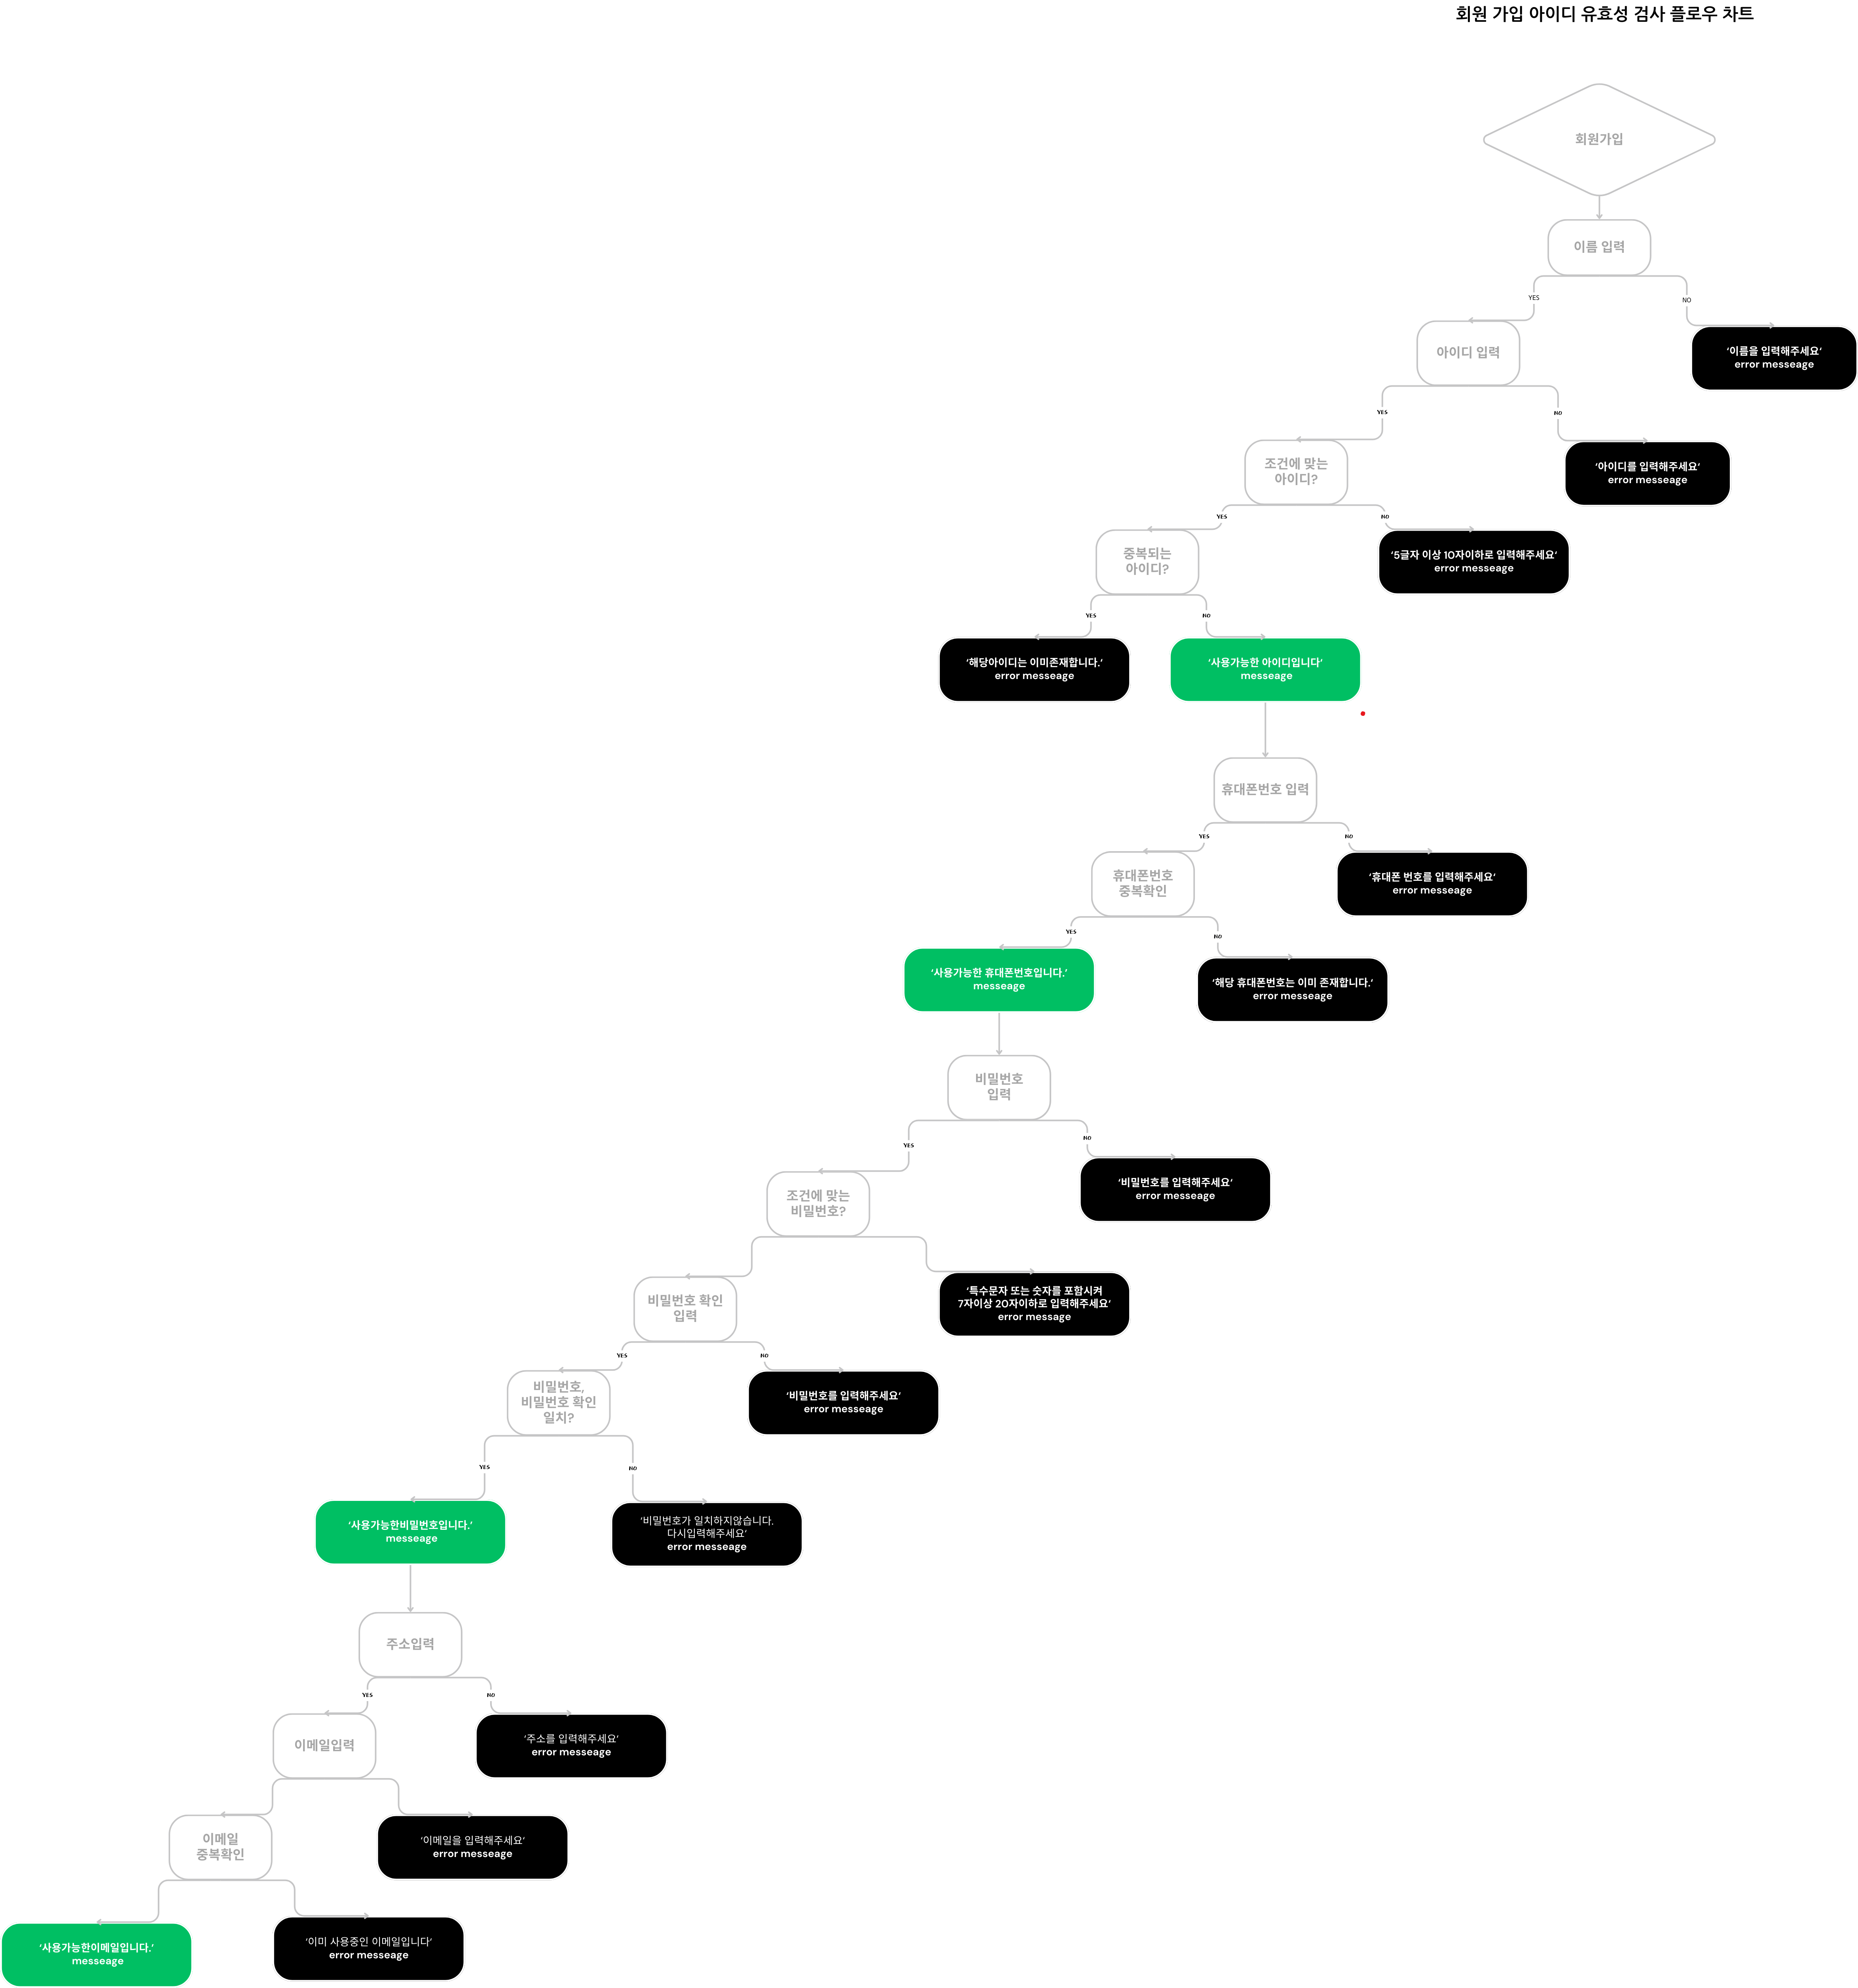 회원 가입 아이디 유효성 검사 플로우 차트
회원가입
이름 입력
YES
NO
아이디 입력
'이름을 입력해주세요'
error messeage
YES
NO
조건에 맞는
아이디?
'아이디를 입력해주세요'
error messeage
YES
NO
중복되는
아이디?
'5글자 이상 10자이하로 입력해주세요'
error messeage
YES
NO
'해당아이디는 이미존재합니다.'
error messeage
'사용가능한 아이디입니다'
messeage
휴대폰번호 입력
YES
NO
휴대폰번호
중복확인
'휴대폰 번호를 입력해주세요'
error messeage
YES
NO
'사용가능한 휴대폰번호입니다.'
messeage
'해당 휴대폰번호는 이미 존재합니다.'
error messeage
비밀번호
입력
YES
NO
조건에 맞는
비밀번호?
'비밀번호를 입력해주세요'
error messeage
비밀번호 확인
입력
'특수문자 또는 숫자를 포함시켜
7자이상 20자이하로 입력해주세요'
error message
YES
NO
비밀번호,
비밀번호 확인
일치?
'비밀번호를 입력해주세요'
error messeage
YES
NO
'사용가능한비밀번호입니다.'
messeage
'비밀번호가 일치하지않습니다.
다시입력해주세요'
error messeage
주소입력
YES
NO
이메일입력
'주소를 입력해주세요'
error messeage
이메일
중복확인
'이메일을 입력해주세요'
error messeage
'사용가능한이메일입니다.'
messeage
'이미 사용중인 이메일입니다'
error messeage